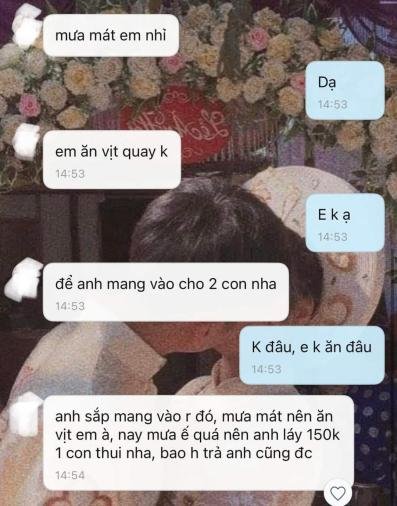 mưa mát em nhỉ
Dạ
14:53
em ăn vịt quay k
14:53
E k ạ
14:53
để anh mang vào cho 2 con nha
14:53
K đâu, e k ăn đâu
14:53
anh sắp mang vào r đó, mưa mát nên ăn
vịt em à, nay mưa ế quá nên anh láy 150k
1 con thui nha, bao h trả anh cũng đc
14:54